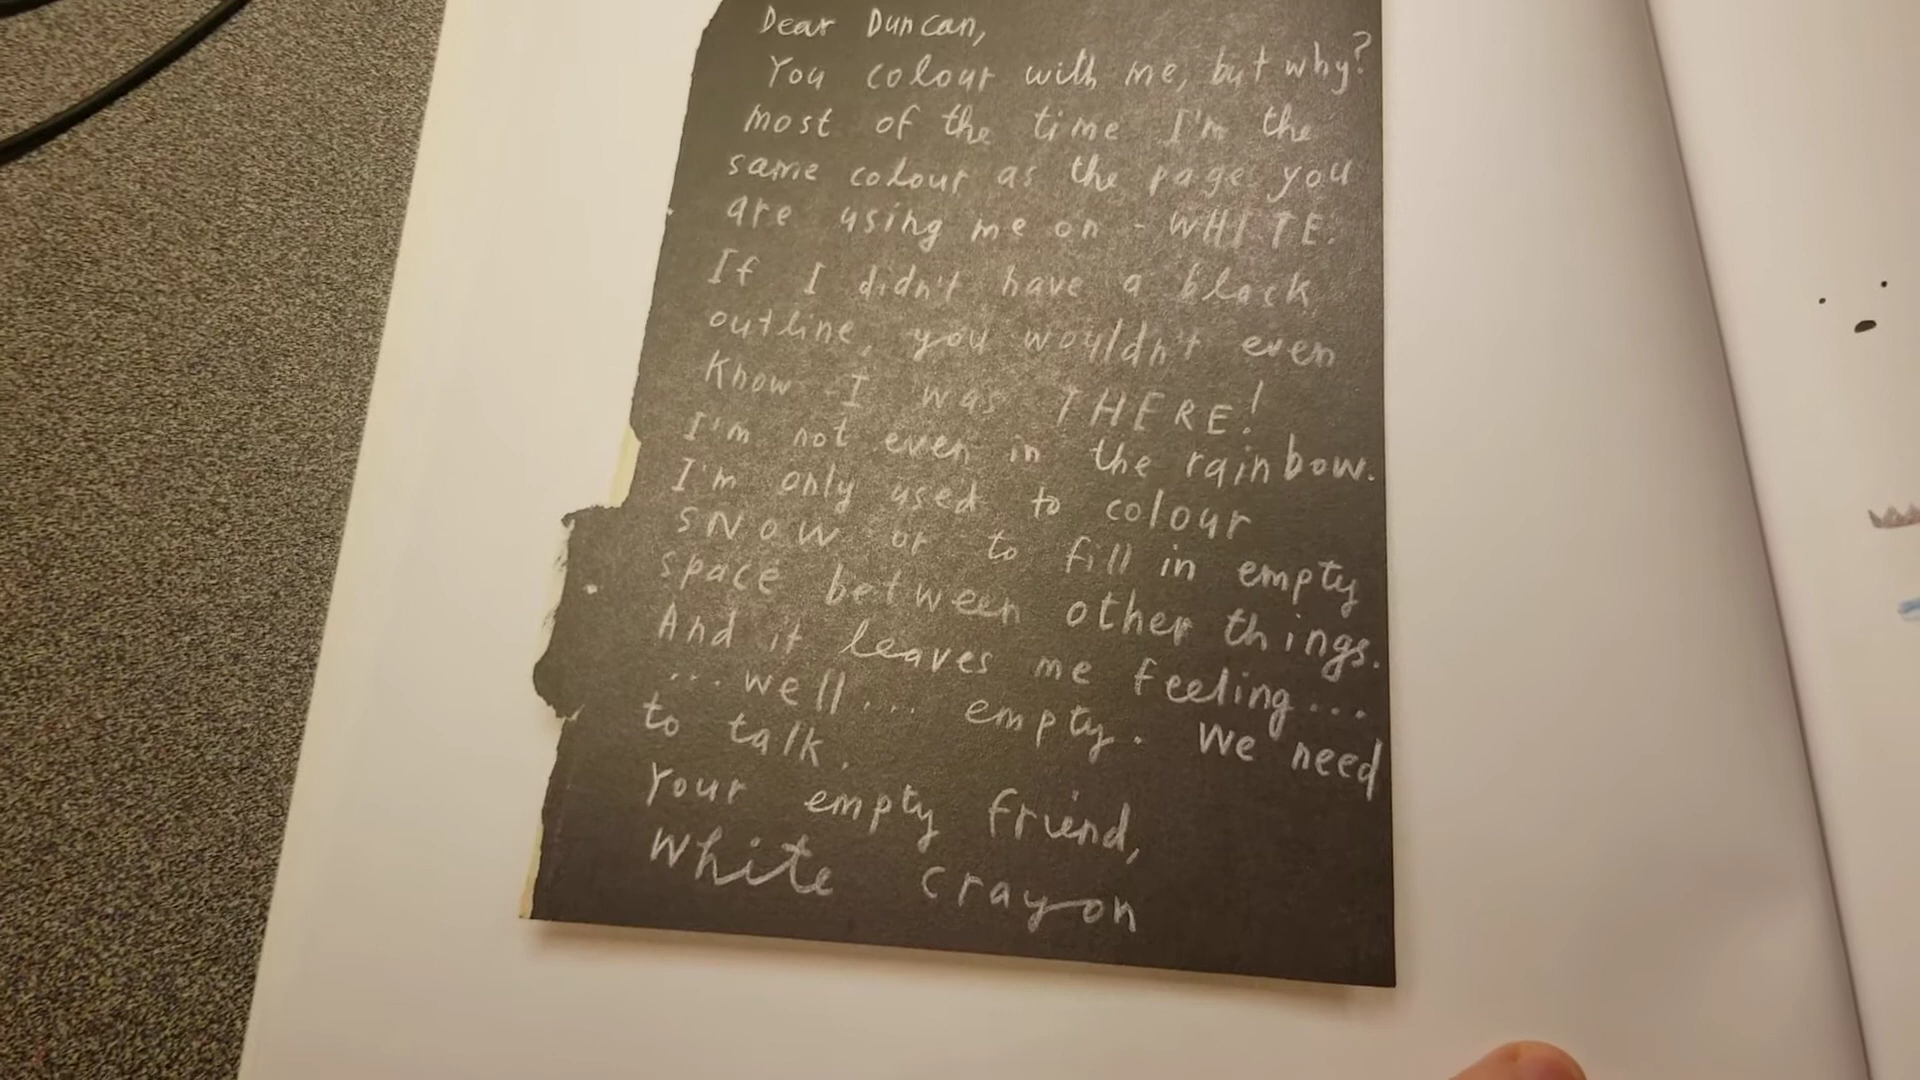 Dear Duncan,
You colour with me, but why?
most of the time I'm the
same colour as the page you
are using me on - WHITE.
If I didn't have a black
outline, you wouldn't even
know I was THERE!
I'm not even in the rainbow.
I'm only used to colour
SNOW or to fill in empty
space between other things.
And it leaves me feeling...
...well... empty. We need
to talk.
Your empty friend,
White crayon